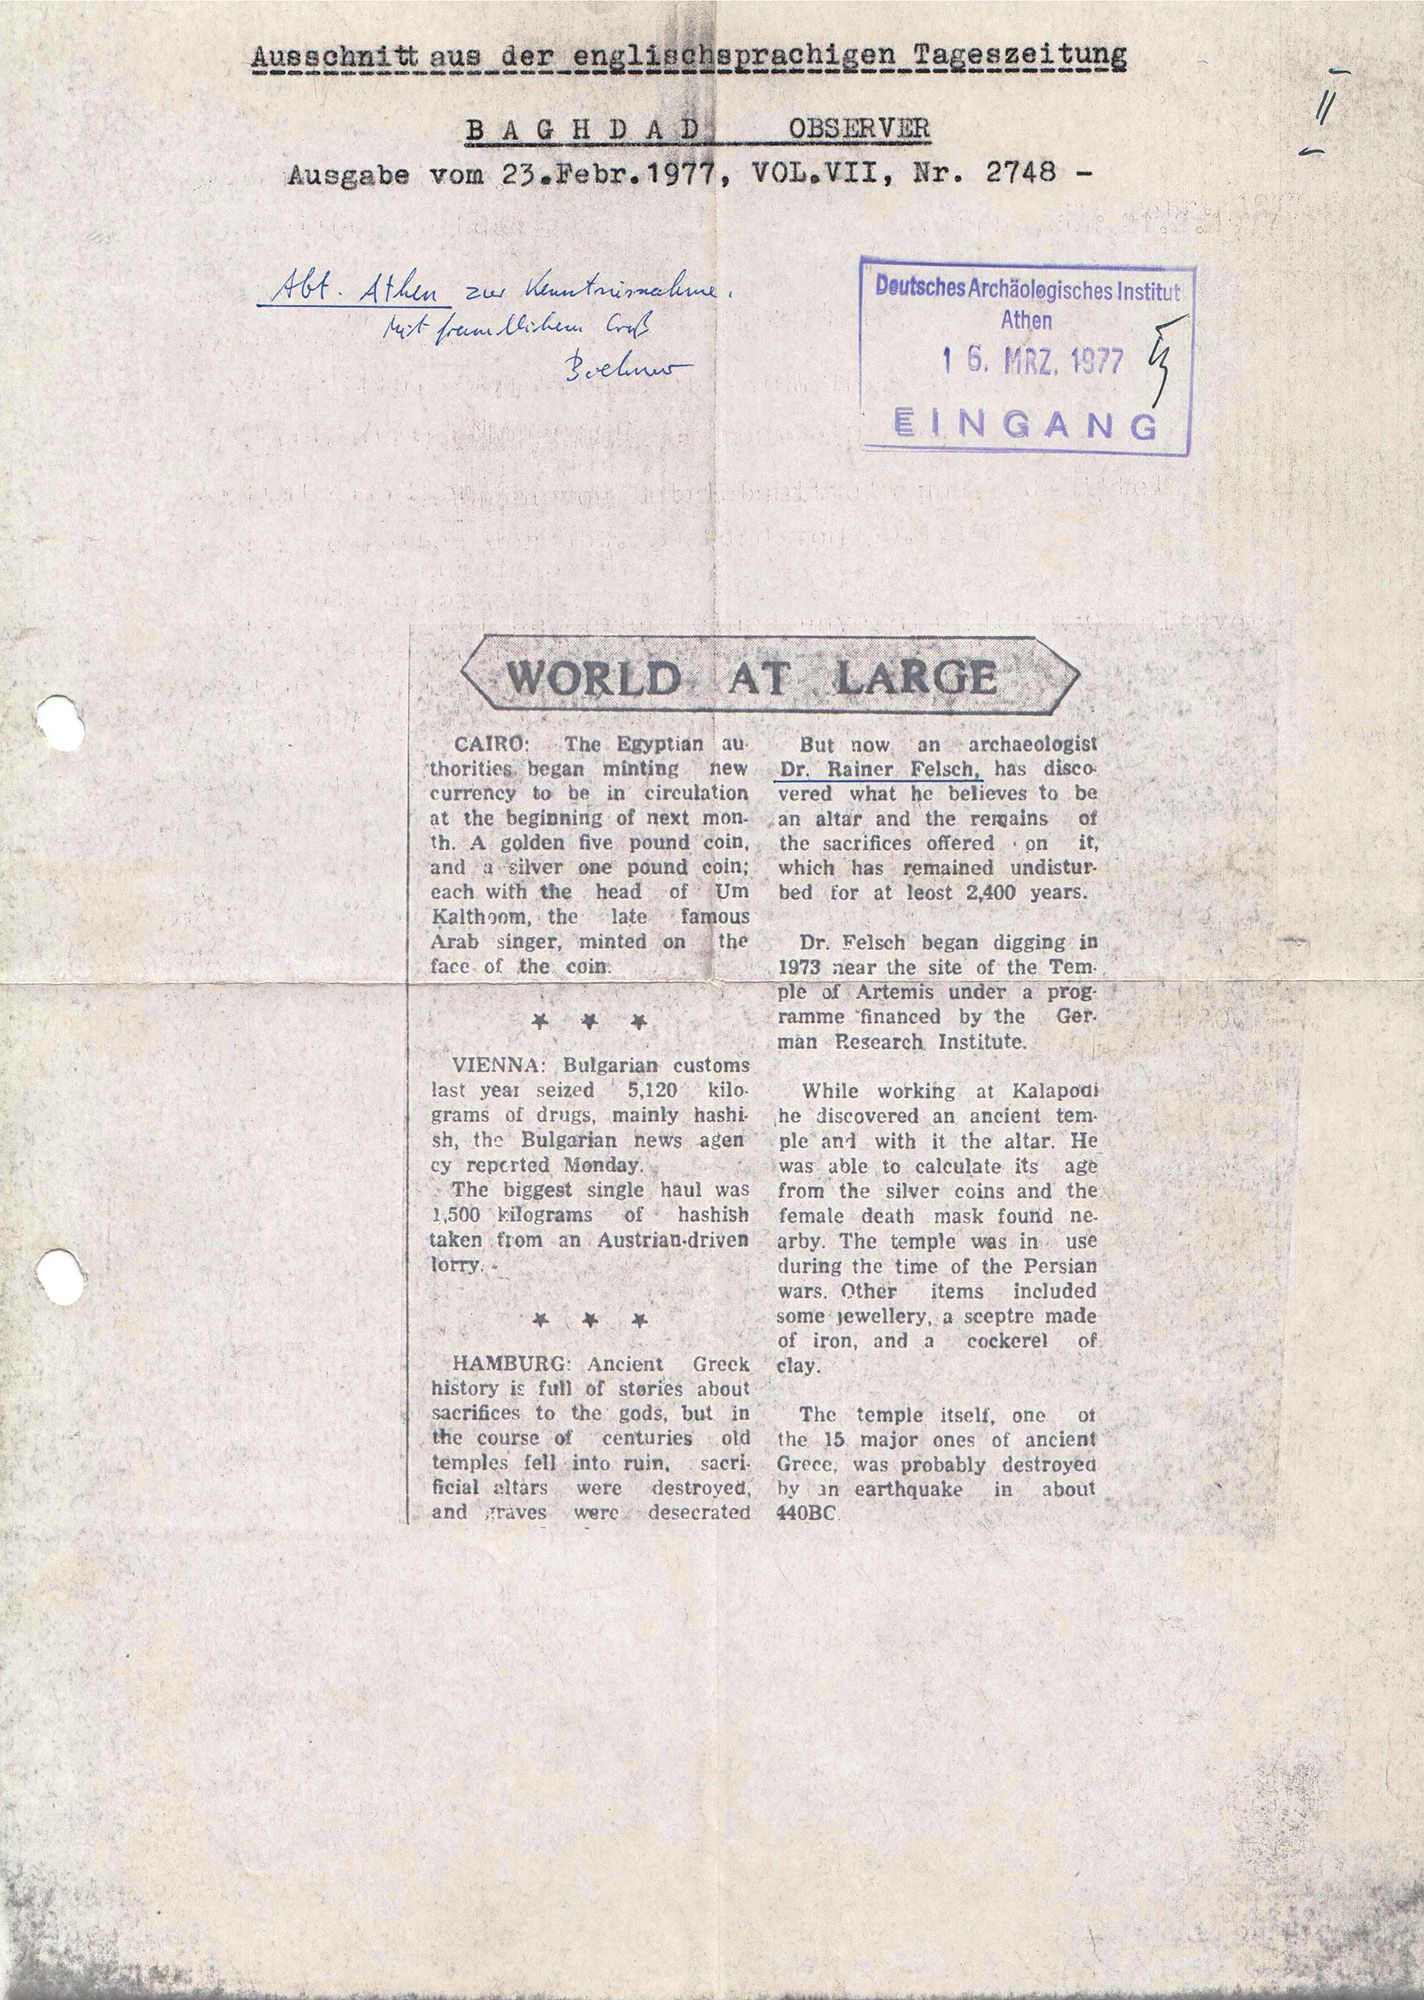 Ausschnitt aus der englischsprachigen Tageszeitung
BAGHDAD OBSERVER
Ausgabe vom 23.Febr.1977, VOL.VII, Nr. 2748 -
II
Abt. Athen zur Kenntnisnahme.
Mit freundlichem Gruß
Boehmer
Deutsches Archäologisches Institut
Athen
16. MRZ. 1977
EINGANG
WORLD AT LARGE
CAIRO: The Egyptian au-
thorities began minting new
currency to be in circulation
at the beginning of next mon-
th. A golden five pound coin,
and a silver one pound coin;
each with the head of Um
Kalthoom, the late famous
Arab singer, minted on the
face of the coin.
★ ★ ★
VIENNA: Bulgarian customs
last year seized 5,120 kilo-
grams of drugs, mainly hashi-
sh, the Bulgarian news agen
cy reported Monday.
The biggest single haul was
1,500 kilograms of hashish
taken from an Austrian-driven
lorry.
★ ★ ★
HAMBURG: Ancient Greek
history is full of stories about
sacrifices to the gods, but in
the course of centuries old
temples fell into ruin, sacri-
ficial altars were destroyed,
and graves were desecrated
But now an archaeologist
Dr. Rainer Felsch, has disco-
vered what he believes to be
an altar and the remains of
the sacrifices offered on it,
which has remained undistur-
bed for at leost 2,400 years.
Dr. Felsch began digging in
1973 near the site of the Tem-
ple of Artemis under a prog-
ramme financed by the Ger-
man Research Institute.
While working at Kalapodi
he discovered an ancient tem-
ple and with it the altar. He
was able to calculate its age
from the silver coins and the
female death mask found ne-
arby. The temple was in use
during the time of the Persian
wars. Other items included
some jewellery, a sceptre made
of iron, and a cockerel of
clay.
The temple itself, one of
the 15 major ones of ancient
Grece, was probably destroyed
by an earthquake in about
440BC.